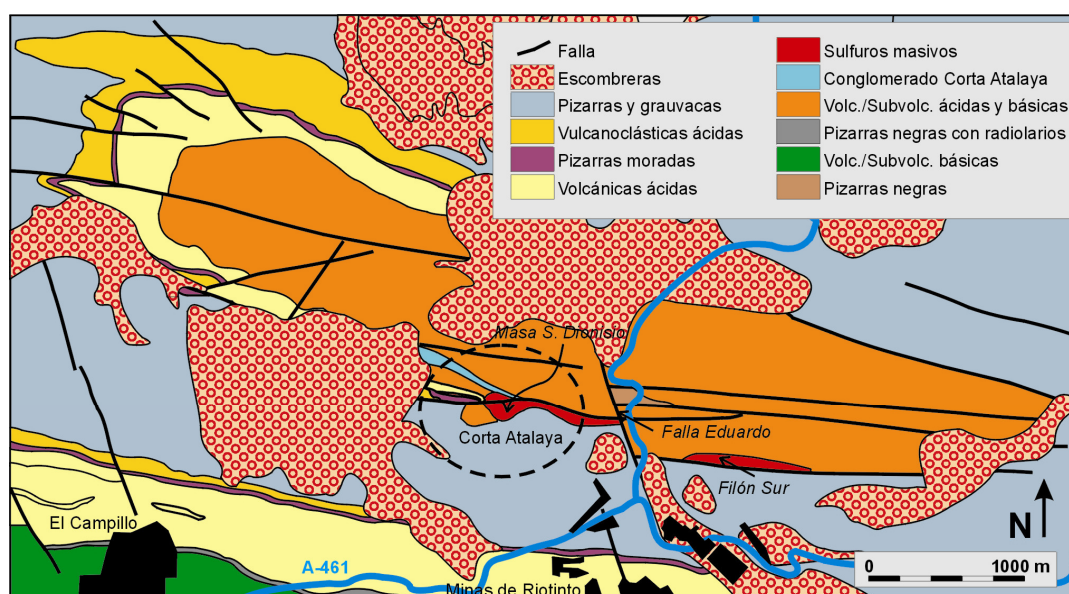 Falla
Escombreras
Pizarras y grauvacas
Vulcanoclásticas ácidas
Pizarras moradas
Volcánicas ácidas
Sulfuros masivos
Conglomerado Corta Atalaya
Volc./Subvolc. ácidas y básicas
Pizarras negras con radiolarios
Volc./Subvolc. básicas
Pizarras negras
Masa S. Dionisio
Corta Atalaya
Falla Eduardo
Filón Sur
El Campillo
N
A-461
Minas de Riotinto
0 1000 m